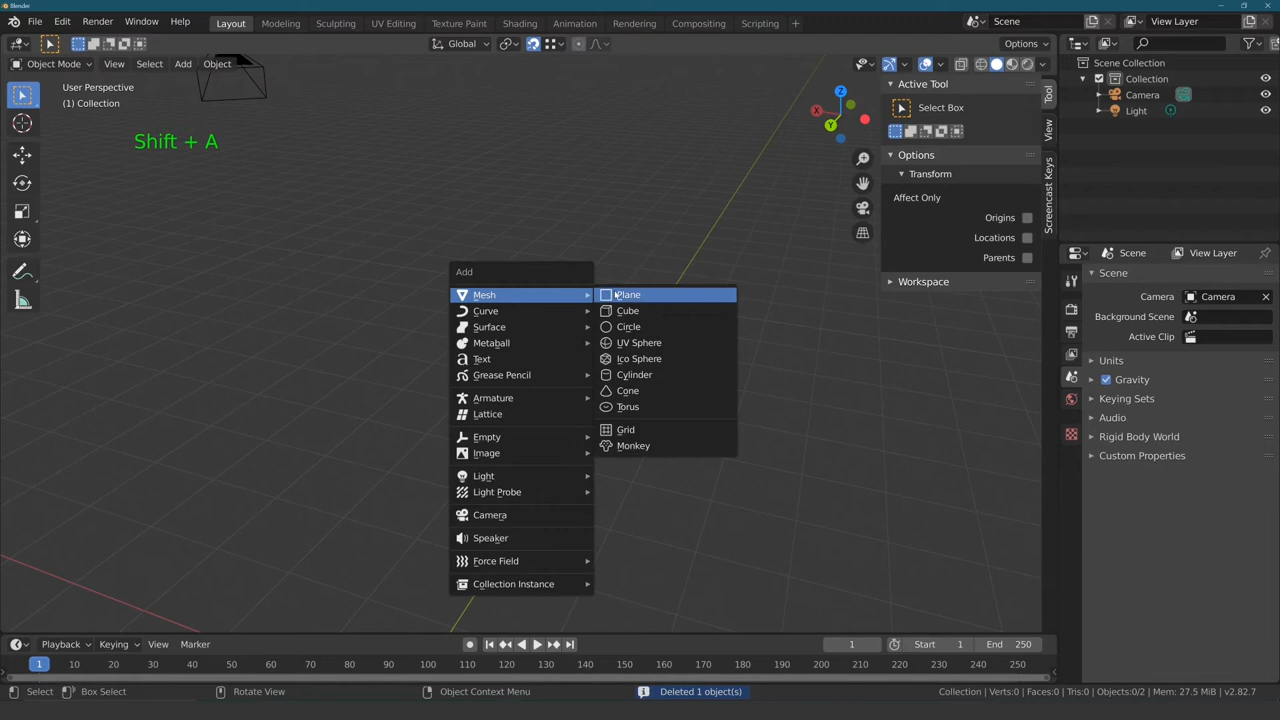 Blender
File Edit Render Window Help
Layout Modeling Sculpting UV Editing Texture Paint Shading Animation Rendering Compositing Scripting +
Scene
View Layer
Global
Options
Object Mode View Select Add Object
User Perspective
(1) Collection
Shift + A
Z
X
Y
Add
Mesh
Curve
Surface
Metaball
Text
Grease Pencil
Armature
Lattice
Empty
Image
Light
Light Probe
Camera
Speaker
Force Field
Collection Instance
Plane
Cube
Circle
UV Sphere
Ico Sphere
Cylinder
Cone
Torus
Grid
Monkey
Active Tool
Select Box
Options
Transform
Affect Only
Origins
Locations
Parents
Workspace
Tool
View
Screencast Keys
Scene Collection
Collection
Camera
Light
Scene View Layer
Scene
Camera Camera
Background Scene
Active Clip
Units
Gravity
Keying Sets
Audio
Rigid Body World
Custom Properties
Playback Keying View Marker
1 Start 1 End 250
1 10 20 30 40 50 60 70 80 90 100 110 120 130 140 150 160 170 180 190 200 210 220 230 240 250
Select Box Select Rotate View Object Context Menu Deleted 1 object(s) Collection | Verts:0 | Faces:0 | Tris:0 | Objects:0/2 | Mem: 27.5 MiB | v2.82.7